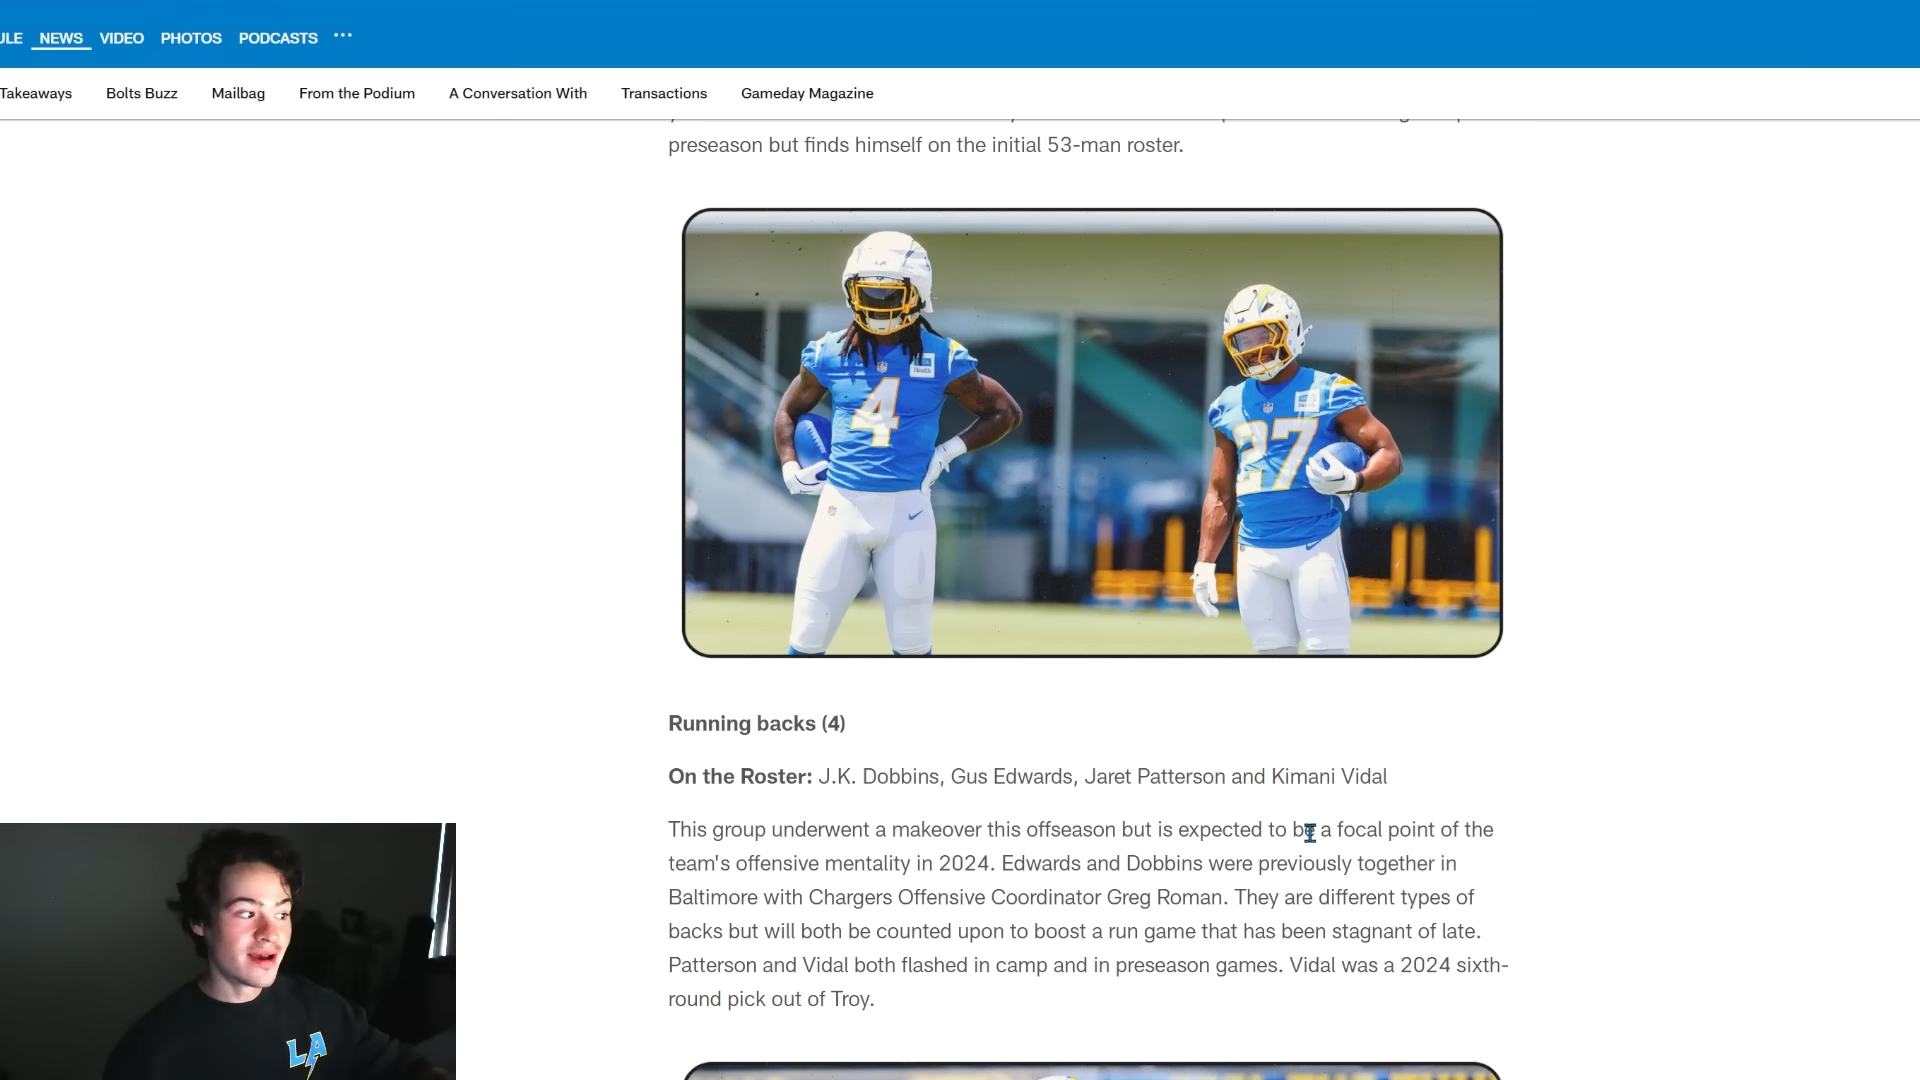 ULE NEWS VIDEO PHOTOS PODCASTS ...
Takeaways Bolts Buzz Mailbag From the Podium A Conversation With Transactions Gameday Magazine
preseason but finds himself on the initial 53-man roster.
LA
4
Health
27
Running backs (4)
On the Roster: J.K. Dobbins, Gus Edwards, Jaret Patterson and Kimani Vidal
This group underwent a makeover this offseason but is expected to be a focal point of the
team's offensive mentality in 2024. Edwards and Dobbins were previously together in
Baltimore with Chargers Offensive Coordinator Greg Roman. They are different types of
backs but will both be counted upon to boost a run game that has been stagnant of late.
Patterson and Vidal both flashed in camp and in preseason games. Vidal was a 2024 sixth-
round pick out of Troy.
LA